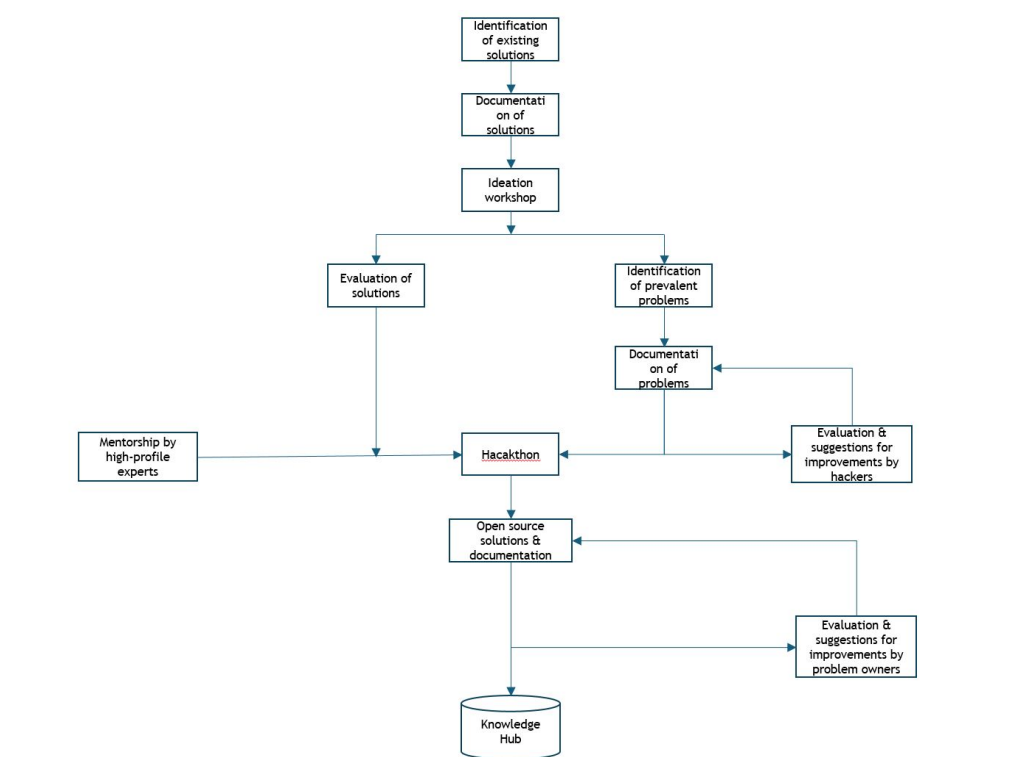 Identification
of existing
solutions
Documentati
on of
solutions
Ideation
workshop
Evaluation of
solutions
Identification
of prevalent
problems
Documentati
on of
problems
Mentorship by
high-profile
experts
Hacakthon
Evaluation &
suggestions for
improvements by
hackers
Open source
solutions &
documentation
Evaluation &
suggestions for
improvements by
problem owners
Knowledge
Hub